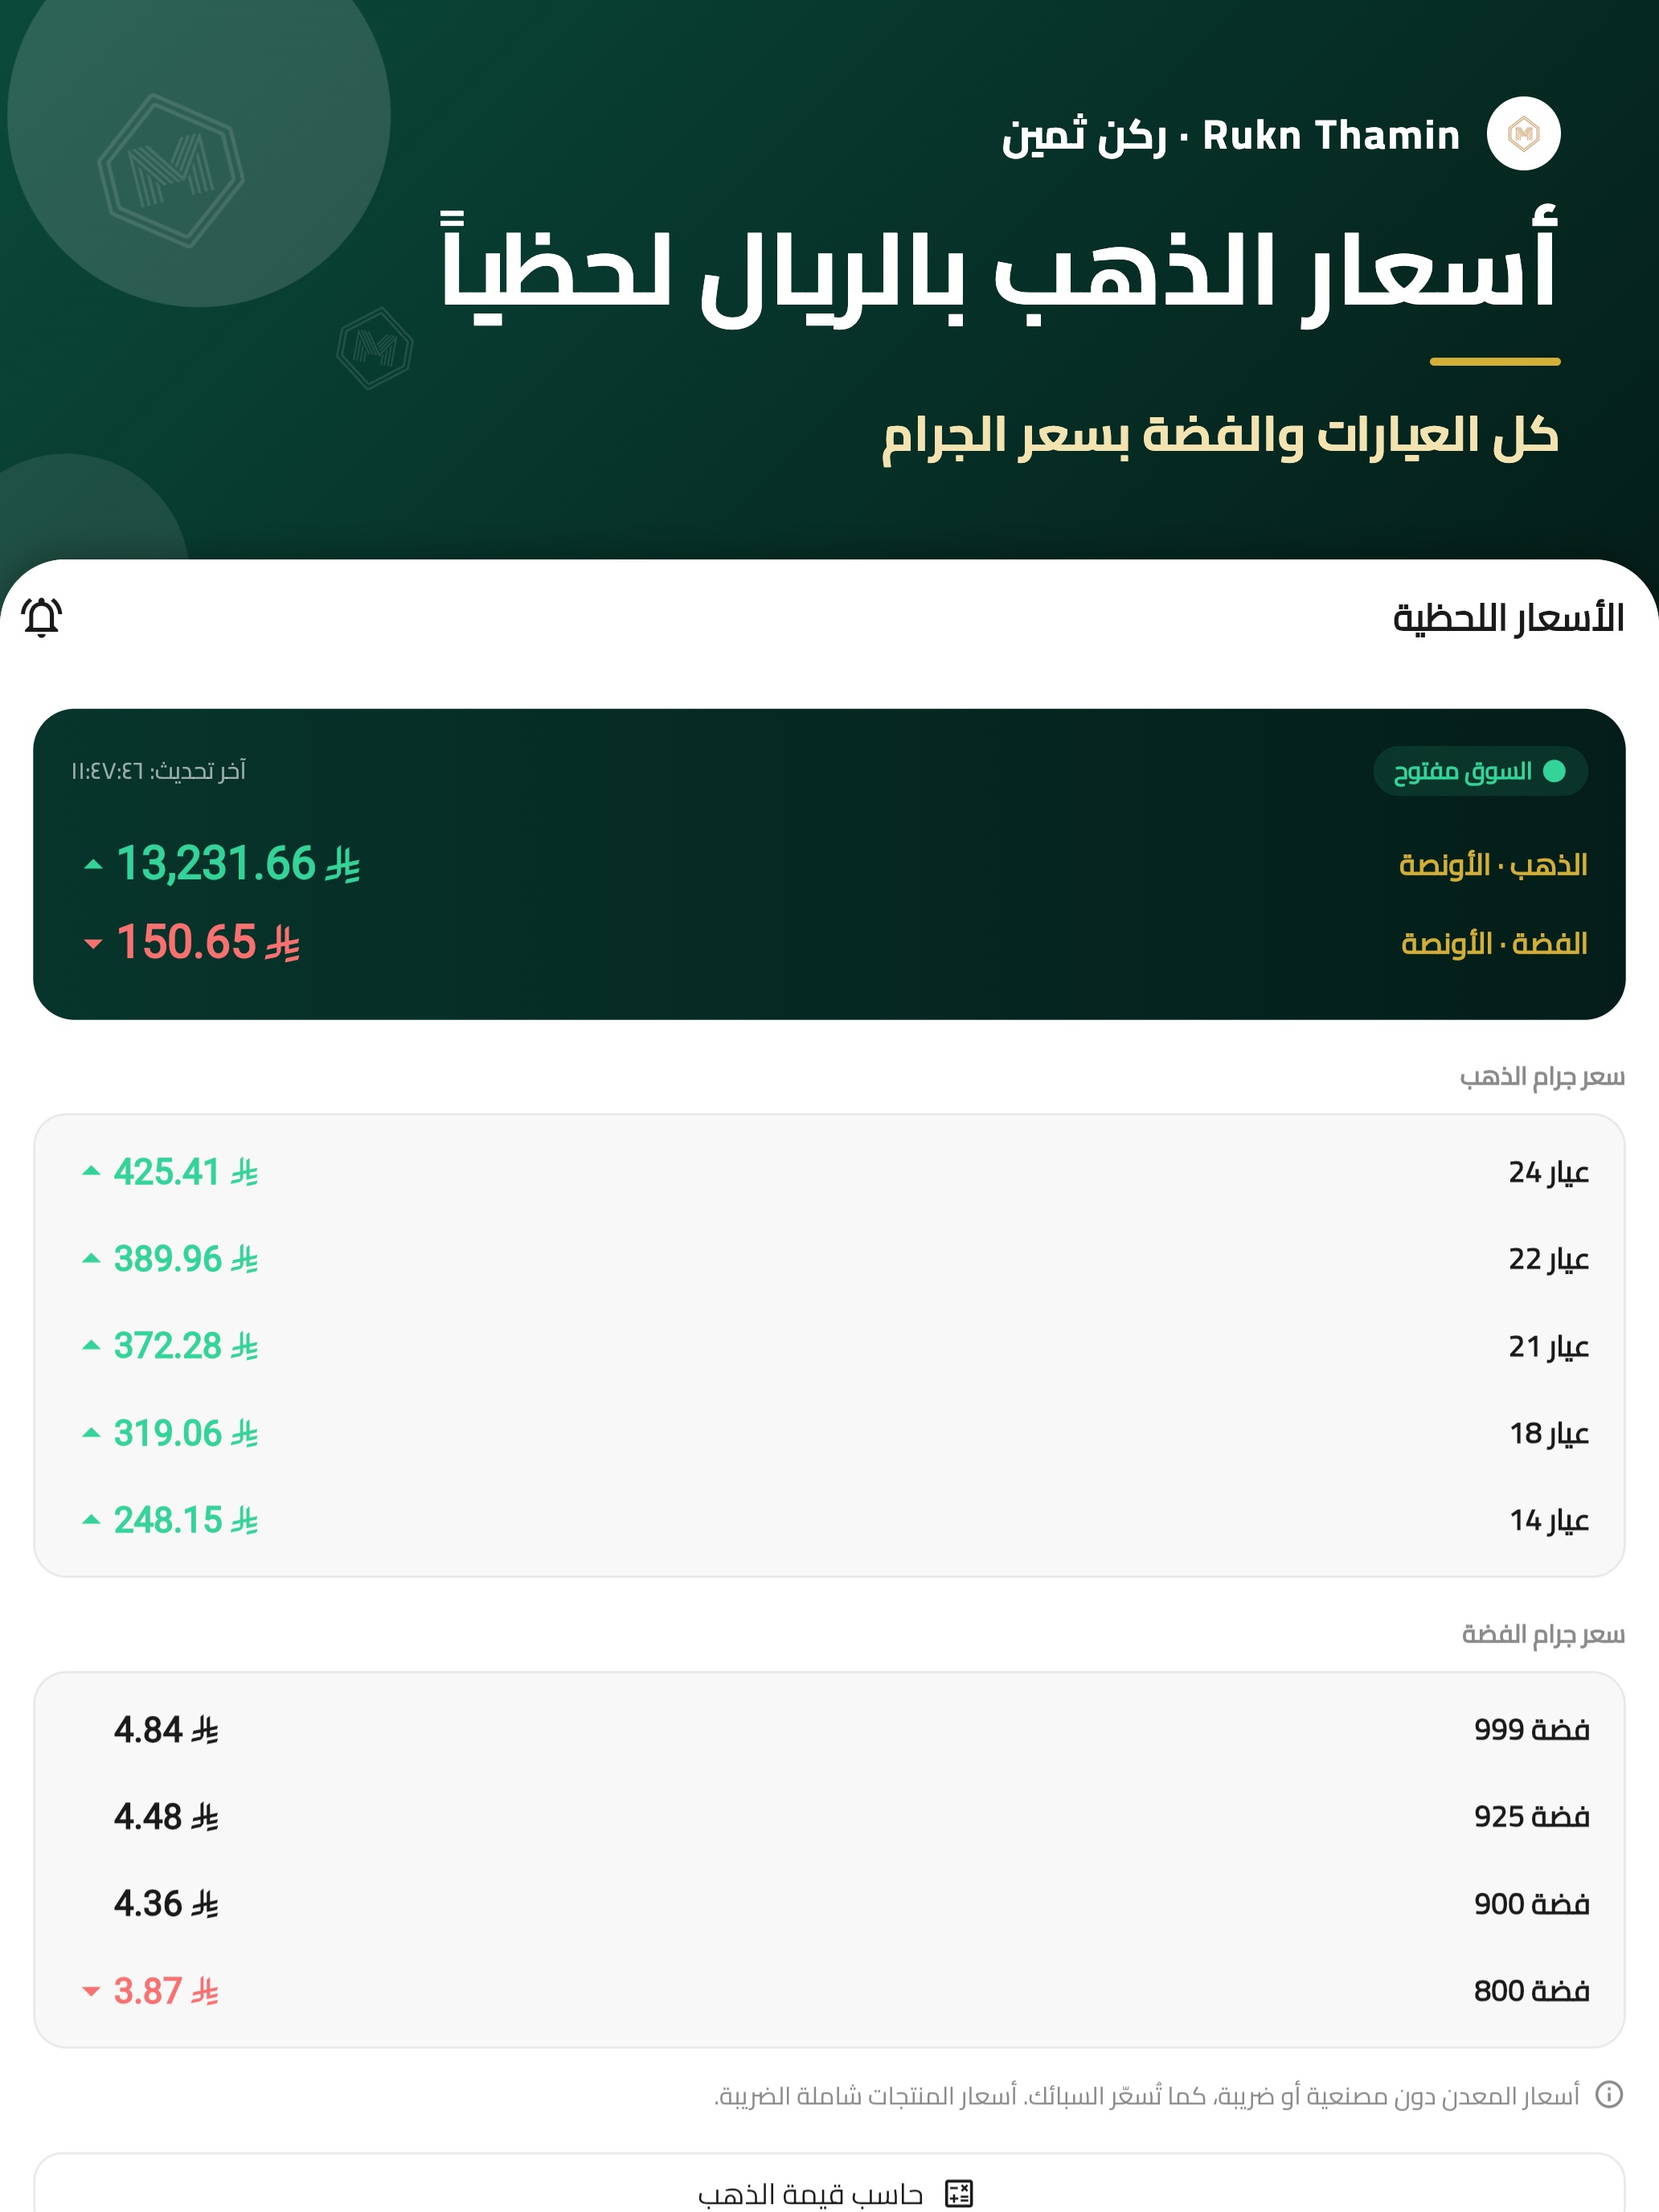 ركن ثمين · Rukn Thamin
أسعار الذهب بالريال لحظياً
كل العيارات والفضة بسعر الجرام
الأسعار اللحظية
السوق مفتوح
آخر تحديث: ١١:٤٧:٤٦
الذهب · الأونصة
13,231.66
الفضة · الأونصة
150.65
سعر جرام الذهب
عيار 24
425.41
عيار 22
389.96
عيار 21
372.28
عيار 18
319.06
عيار 14
248.15
سعر جرام الفضة
فضة 999
4.84
فضة 925
4.48
فضة 900
4.36
فضة 800
3.87
أسعار المعدن دون مصنعية أو ضريبة، كما تُسعّر السبائك. أسعار المنتجات شاملة الضريبة.
حاسب قيمة الذهب